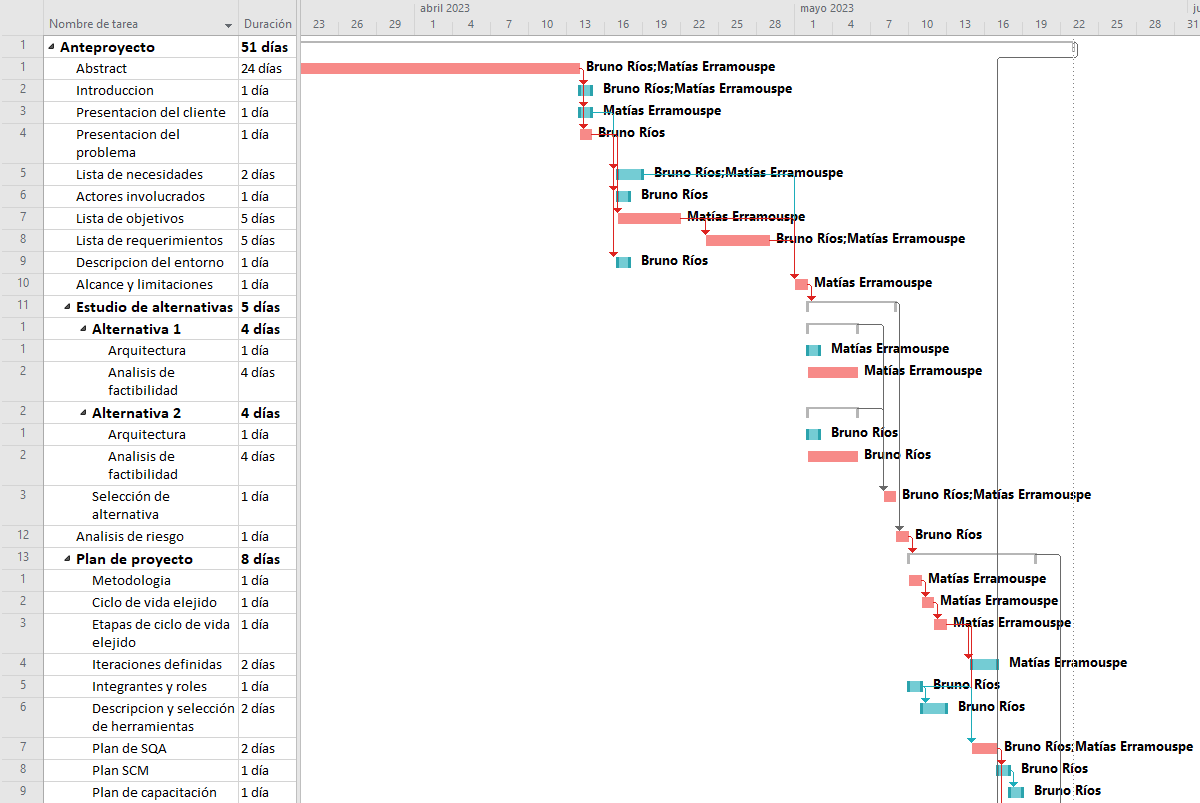 abril 2023 mayo 2023 ju
Nombre de tarea Duración 23 26 29 1 4 7 10 13 16 19 22 25 28 1 4 7 10 13 16 19 22 25 28 31
1 Anteproyecto 51 días
1 Abstract 24 días Bruno Ríos;Matías Erramouspe
2 Introduccion 1 día Bruno Ríos;Matías Erramouspe
3 Presentacion del cliente 1 día Matías Erramouspe
4 Presentacion del 1 día Bruno Ríos
problema
5 Lista de necesidades 2 días Bruno Ríos;Matías Erramouspe
6 Actores involucrados 1 día Bruno Ríos
7 Lista de objetivos 5 días Matías Erramouspe
8 Lista de requerimientos 5 días Bruno Ríos;Matías Erramouspe
9 Descripcion del entorno 1 día Bruno Ríos
10 Alcance y limitaciones 1 día Matías Erramouspe
11 Estudio de alternativas 5 días
1 Alternativa 1 4 días
1 Arquitectura 1 día Matías Erramouspe
2 Analisis de 4 días Matías Erramouspe
factibilidad
2 Alternativa 2 4 días
1 Arquitectura 1 día Bruno Ríos
2 Analisis de 4 días Bruno Ríos
factibilidad
3 Selección de 1 día Bruno Ríos;Matías Erramouspe
alternativa
12 Analisis de riesgo 1 día Bruno Ríos
13 Plan de proyecto 8 días
1 Metodologia 1 día Matías Erramouspe
2 Ciclo de vida elejido 1 día Matías Erramouspe
3 Etapas de ciclo de vida 1 día Matías Erramouspe
elejido
4 Iteraciones definidas 2 días Matías Erramouspe
5 Integrantes y roles 1 día Bruno Ríos
6 Descripcion y selección 2 días Bruno Ríos
de herramientas
7 Plan de SQA 2 días Bruno Ríos;Matías Erramouspe
8 Plan SCM 1 día Bruno Ríos
9 Plan de capacitación 1 día Bruno Ríos